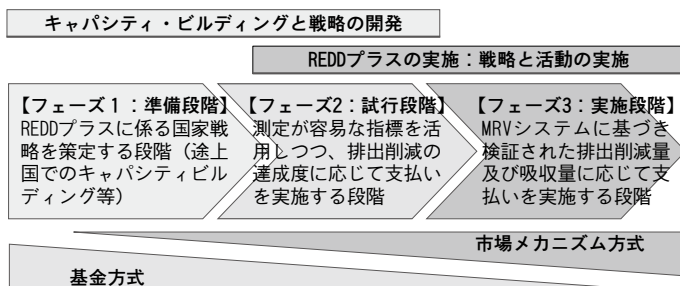 キャパシティ・ビルディングと戦略の開発
REDDプラスの実施：戦略と活動の実施
【フェーズ１：準備段階】
REDDプラスに係る国家戦
略を策定する段階（途上
国でのキャパシティビル
ディング等）
【フェーズ2：試行段階】
測定が容易な指標を活
用しつつ、排出削減の
達成度に応じて支払い
を実施する段階
【フェーズ3：実施段階】
MRVシステムに基づき
検証された排出削減量
及び吸収量に応じて支
払いを実施する段階
市場メカニズム方式
基金方式